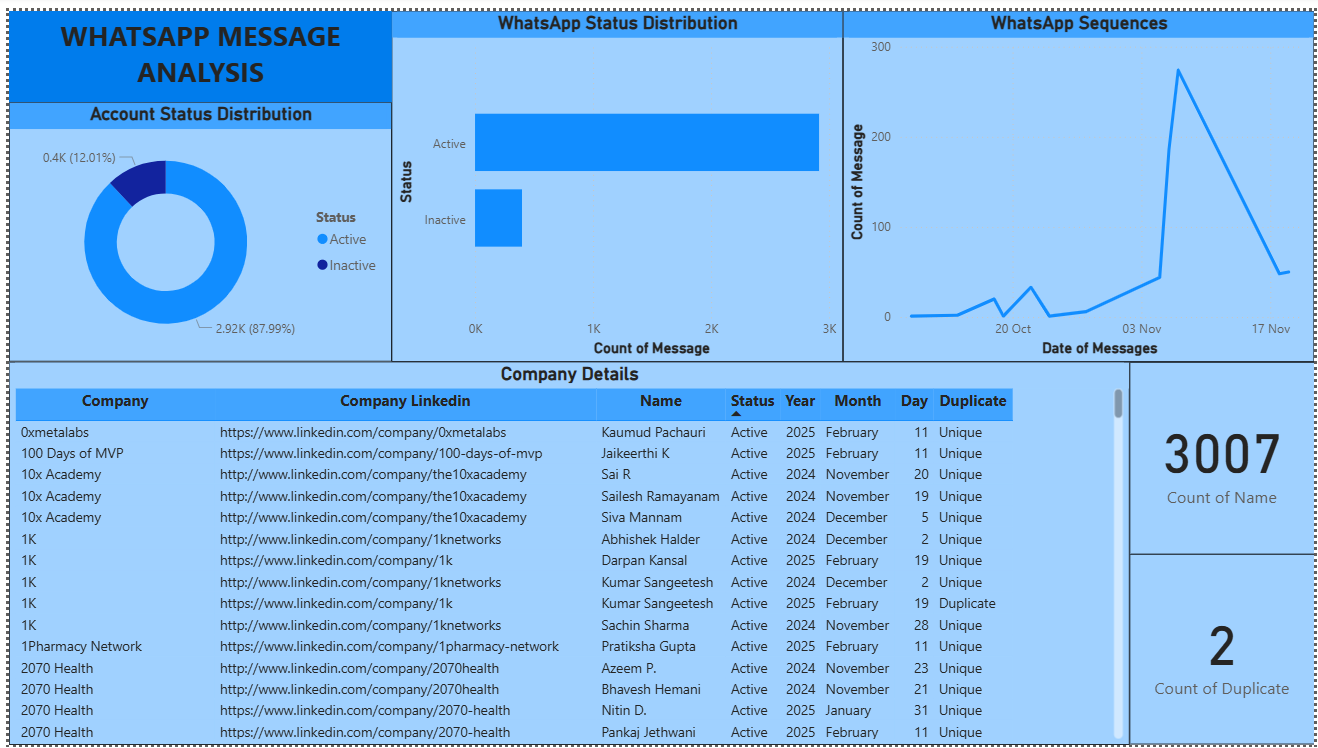 WHATSAPP MESSAGE
ANALYSIS
Account Status Distribution
0.4K (12.01%)
2.92K (87.99%)
Status
Active
Inactive
WhatsApp Status Distribution
Status
Active
Inactive
0K 1K 2K 3K
Count of Message
WhatsApp Sequences
Count of Message
300
200
100
0
20 Oct 03 Nov 17 Nov
Date of Messages
Company Details
Company Company Linkedin Name Status Year Month Day Duplicate
0xmetalabs https://www.linkedin.com/company/0xmetalabs Kaumud Pachauri Active 2025 February 11 Unique
100 Days of MVP https://www.linkedin.com/company/100-days-of-mvp Jaikeerthi K Active 2025 February 11 Unique
10x Academy http://www.linkedin.com/company/the10xacademy Sai R Active 2024 November 20 Unique
10x Academy http://www.linkedin.com/company/the10xacademy Sailesh Ramayanam Active 2024 November 19 Unique
10x Academy http://www.linkedin.com/company/the10xacademy Siva Mannam Active 2024 December 5 Unique
1K http://www.linkedin.com/company/1knetworks Abhishek Halder Active 2024 December 2 Unique
1K https://www.linkedin.com/company/1k Darpan Kansal Active 2025 February 19 Unique
1K http://www.linkedin.com/company/1knetworks Kumar Sangeetesh Active 2024 December 2 Unique
1K https://www.linkedin.com/company/1k Kumar Sangeetesh Active 2025 February 19 Duplicate
1K http://www.linkedin.com/company/1knetworks Sachin Sharma Active 2024 November 28 Unique
1Pharmacy Network https://www.linkedin.com/company/1pharmacy-network Pratiksha Gupta Active 2025 February 11 Unique
2070 Health http://www.linkedin.com/company/2070health Azeem P. Active 2024 November 23 Unique
2070 Health http://www.linkedin.com/company/2070health Bhavesh Hemani Active 2024 November 21 Unique
2070 Health https://www.linkedin.com/company/2070-health Nitin D. Active 2025 January 31 Unique
2070 Health https://www.linkedin.com/company/2070-health Pankaj Jethwani Active 2025 February 11 Unique
3007
Count of Name
2
Count of Duplicate